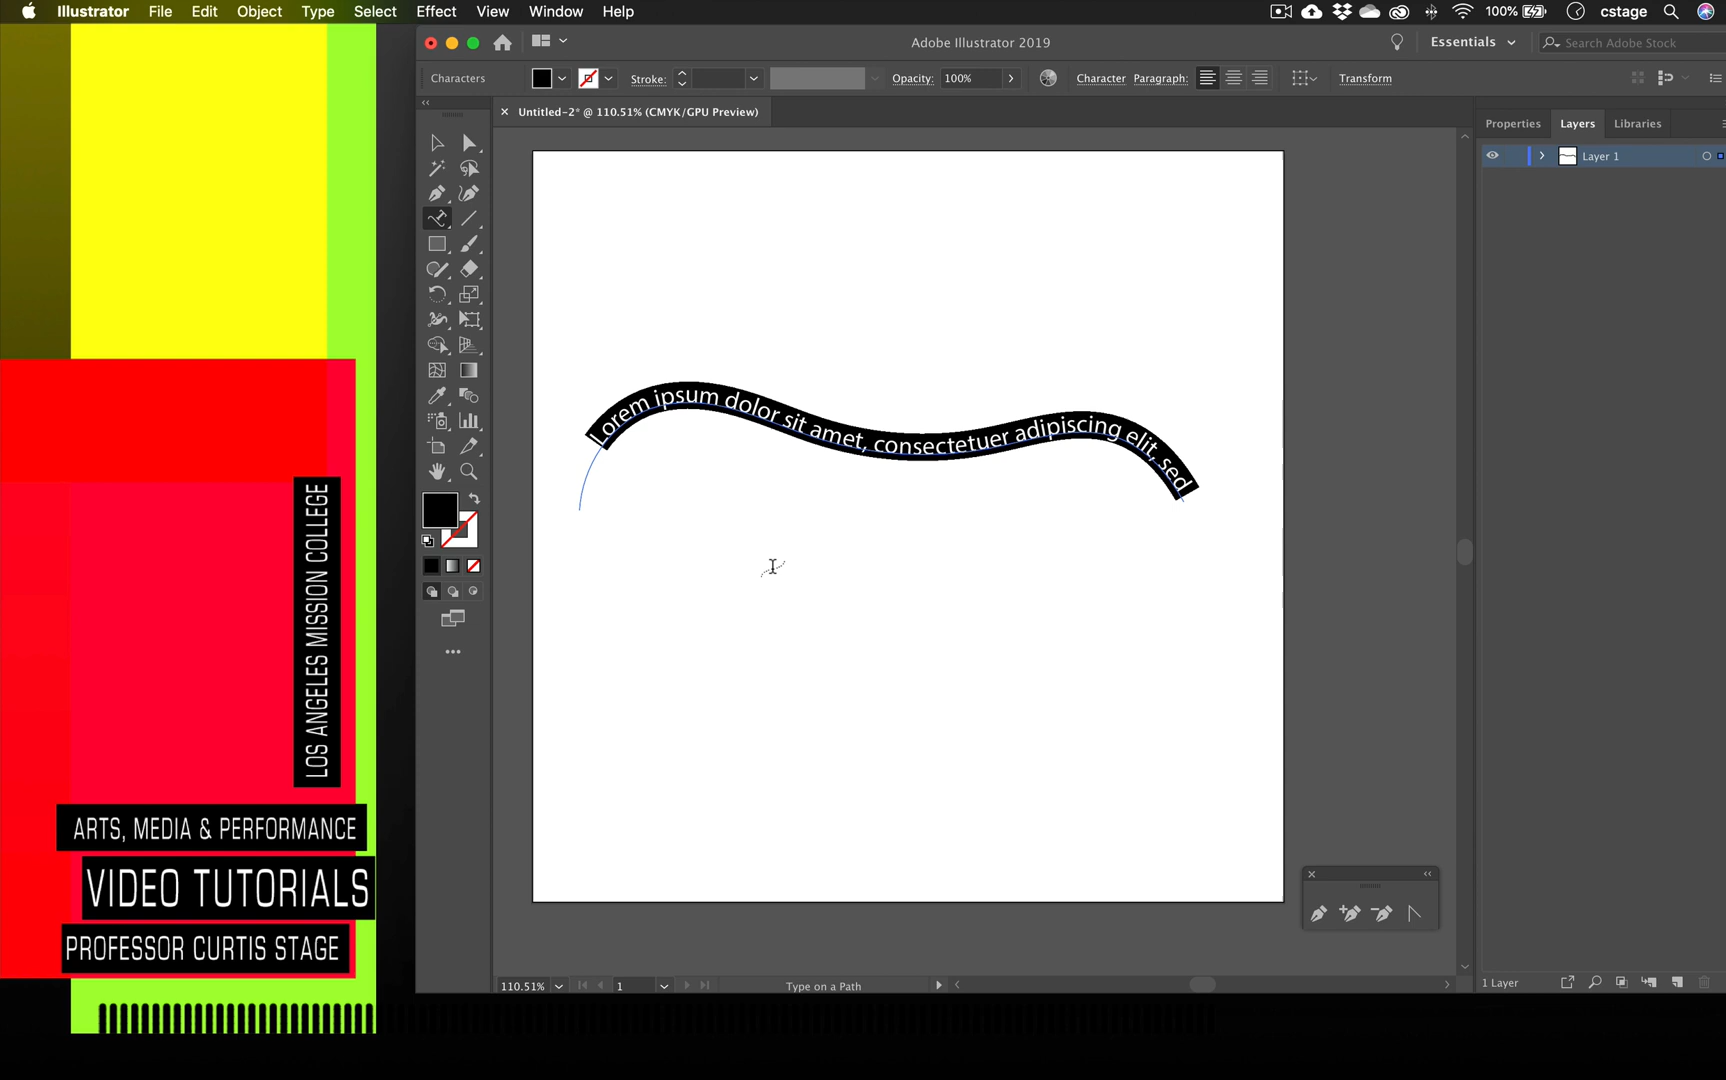 Illustrator File Edit Object Type Select Effect View Window Help 100% cstage
Adobe Illustrator 2019 Essentials Search Adobe Stock
Characters Stroke: Opacity: 100% Character Paragraph: Transform
Untitled-2* @ 110.51% (CMYK/GPU Preview)
Properties Layers Libraries
Layer 1
Lorem ipsum dolor sit amet, consectetuer adipiscing elit, sed
LOS ANGELES MISSION COLLEGE
ARTS, MEDIA & PERFORMANCE
VIDEO TUTORIALS
PROFESSOR CURTIS STAGE
110.51% 1 Type on a Path
1 Layer